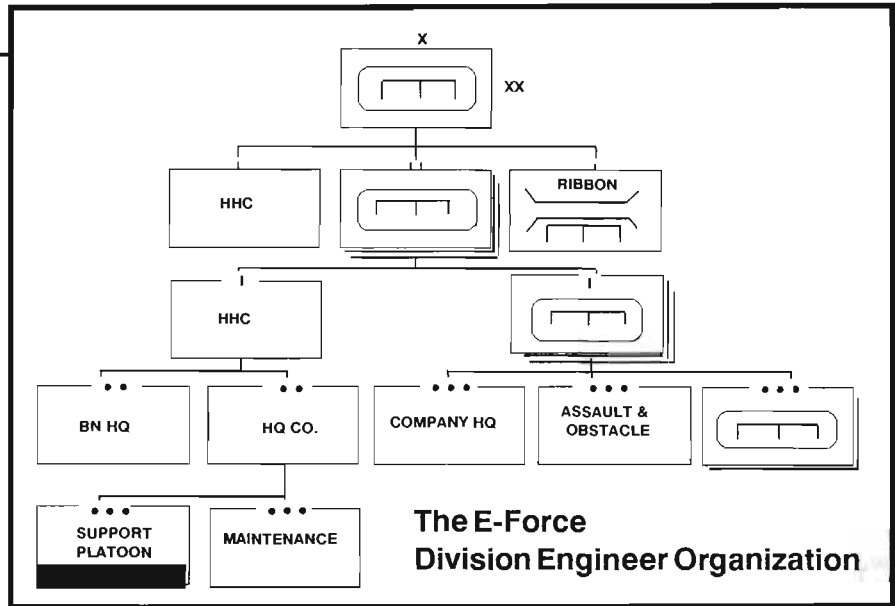 X
XX
HHC
II
RIBBON
I
HHC
I
BN HQ
HQ CO.
COMPANY HQ
ASSAULT &
OBSTACLE
SUPPORT
PLATOON
MAINTENANCE
The E-Force
Division Engineer Organization